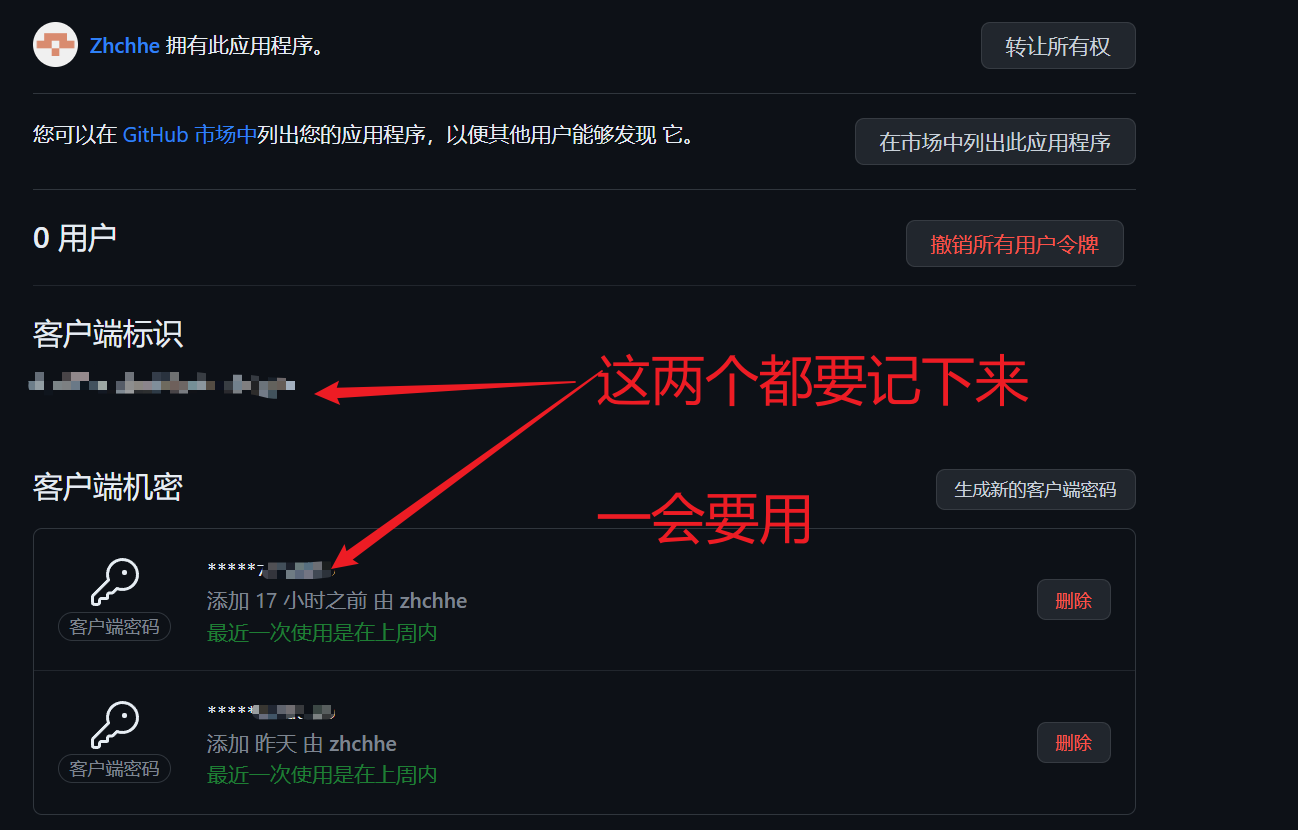 Zhchhe 拥有此应用程序。
转让所有权
您可以在 GitHub 市场中列出您的应用程序，以便其他用户能够发现 它。
在市场中列出此应用程序
0 用户
撤销所有用户令牌
客户端标识
这两个都要记下来
客户端机密
生成新的客户端密码
一会要用
*****
添加 17 小时之前 由 zhchhe
客户端密码
最近一次使用是在上周内
删除
*****
添加 昨天 由 zhchhe
客户端密码
最近一次使用是在上周内
删除